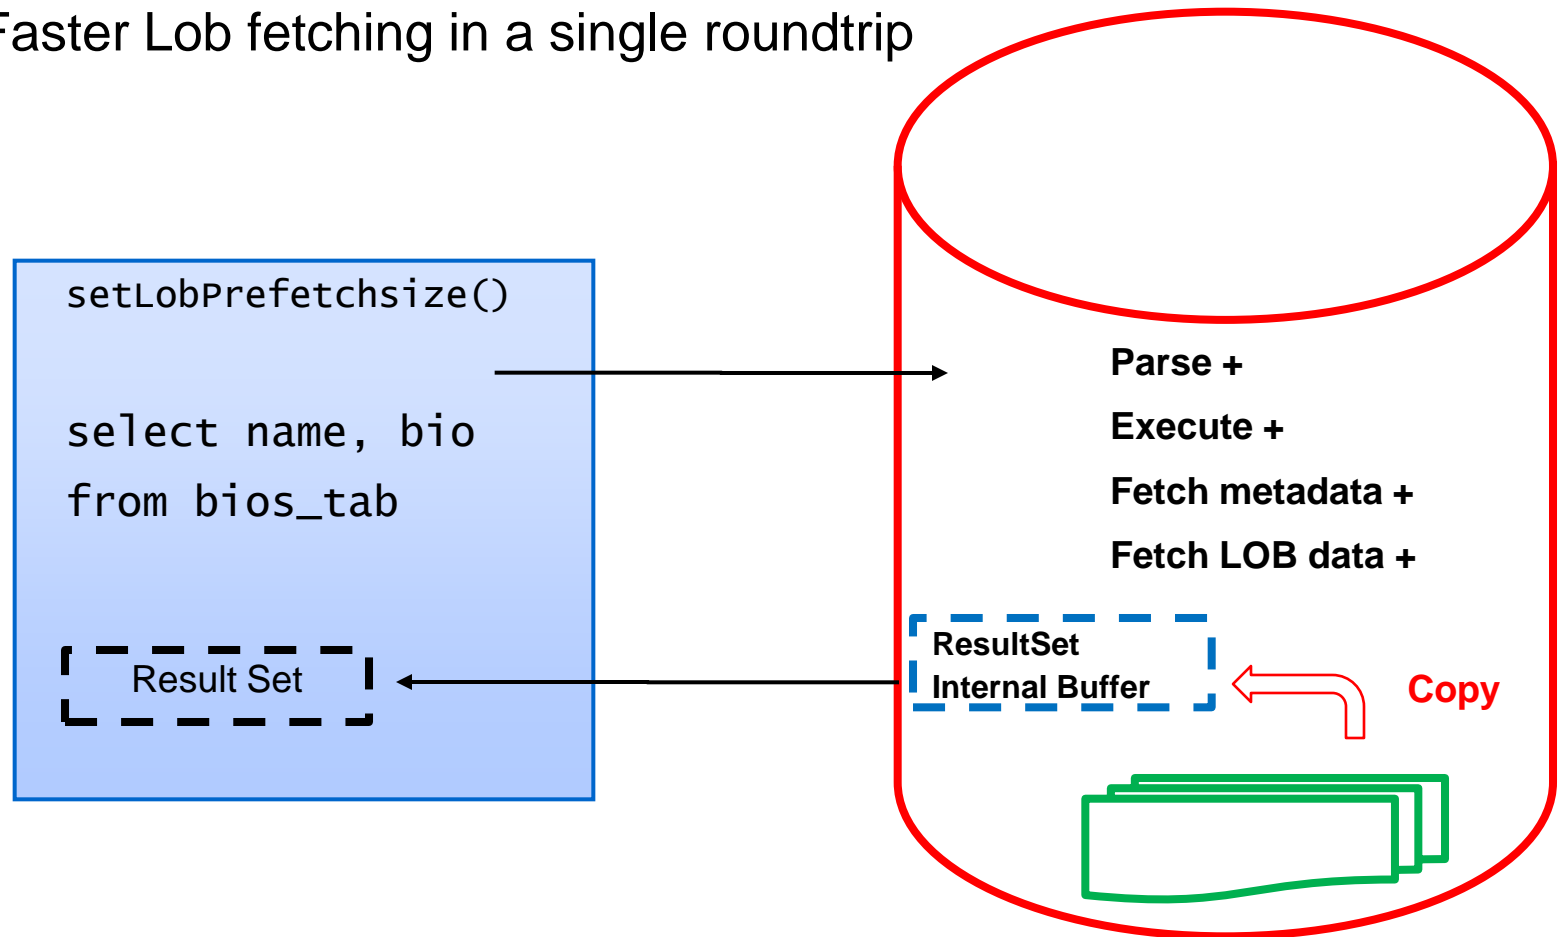 Faster Lob fetching in a single roundtrip
setLobPrefetchsize()
select name, bio
from bios_tab
Result Set
Parse +
Execute +
Fetch metadata +
Fetch LOB data +
ResultSet
Internal Buffer
Copy